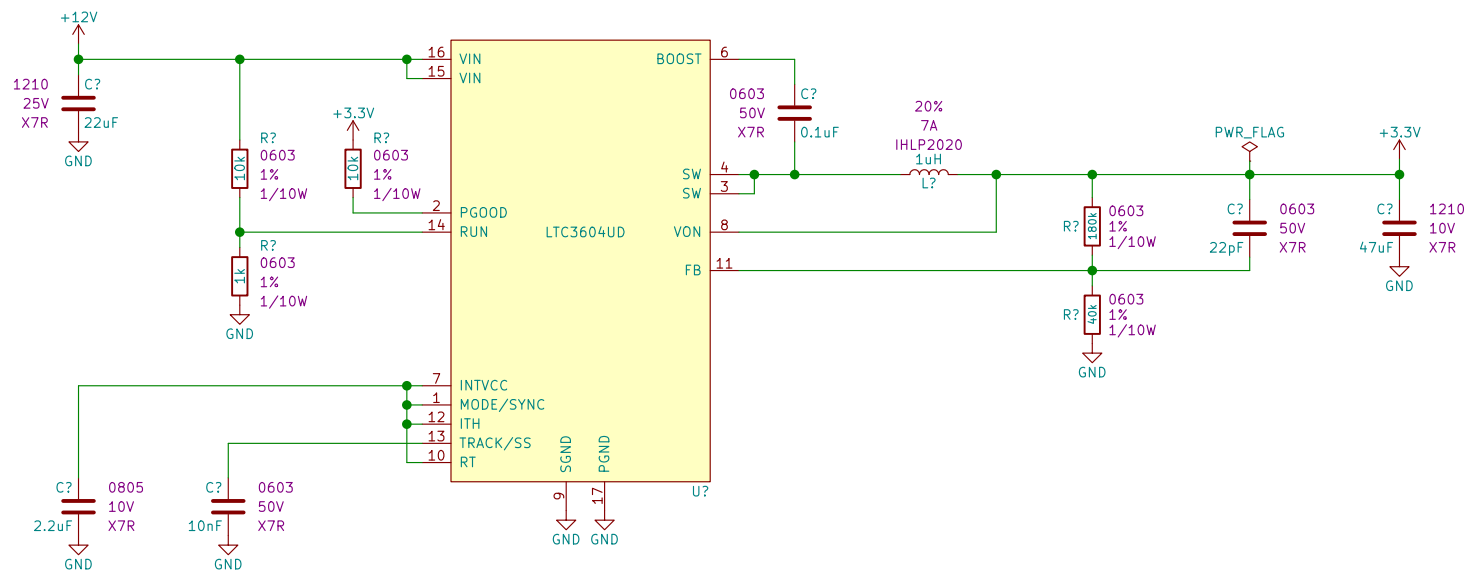 +12V
1210
25V
X7R
C?
22uF
GND
R?
0603
1%
1/10W
10k
+3.3V
R?
0603
1%
1/10W
10k
R?
0603
1%
1/10W
1k
GND
16 VIN
15 VIN
2 PGOOD
14 RUN
7 INTVCC
1 MODE/SYNC
12 ITH
13 TRACK/SS
10 RT
LTC3604UD
BOOST 6
SW 4
SW 3
VON 8
FB 11
SGND
9
PGND
17
U?
GND
GND
C?
2.2uF
0805
10V
X7R
GND
C?
10nF
0603
50V
X7R
GND
0603
50V
X7R
C?
0.1uF
20%
7A
IHLP2020
1uH
L?
R?
180k
0603
1%
1/10W
R?
40k
0603
1%
1/10W
GND
PWR_FLAG
C?
22pF
0603
50V
X7R
+3.3V
C?
47uF
1210
10V
X7R
GND